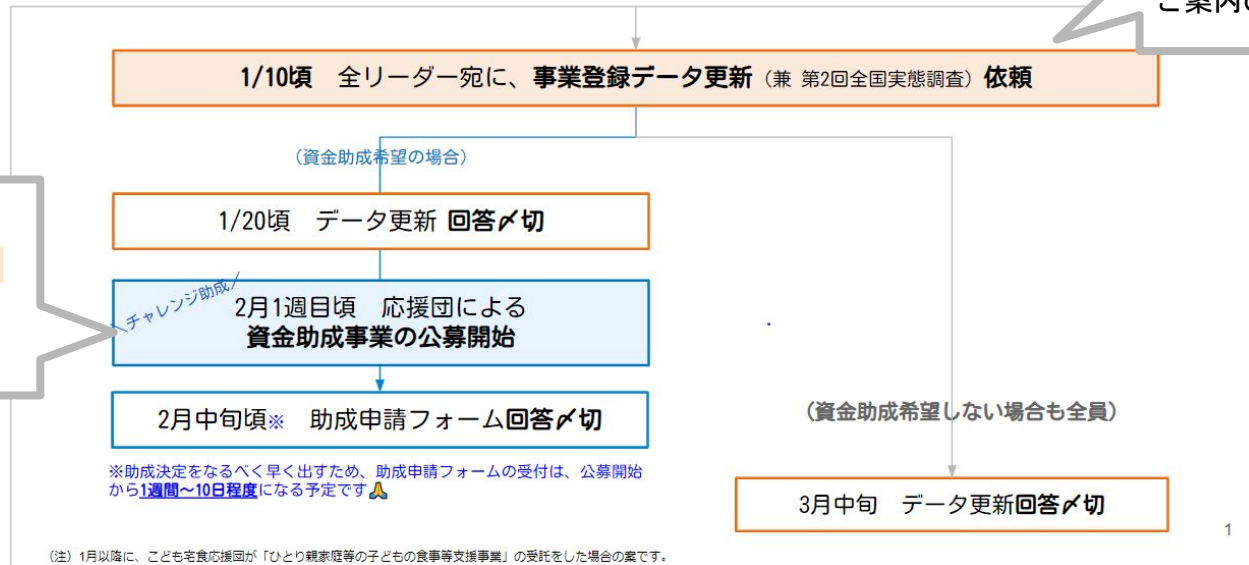 ご案内
1/10頃　全リーダー宛に、事業登録データ更新（兼 第2回全国実態調査）依頼
（資金助成希望の場合）
1/20頃　データ更新 回答〆切
＼チャレンジ助成／
2月1週目頃　応援団による
資金助成事業の公募開始
2月中旬頃※　助成申請フォーム回答〆切
※助成決定をなるべく早く出すため、助成申請フォームの受付は、公募開始
から1週間～10日程度になる予定です🙏
（資金助成希望しない場合も全員）
3月中旬　データ更新回答〆切
1
（注）1月以降に、こども宅食応援団が「ひとり親家庭等の子どもの食事等支援事業」の受託をした場合の案です。